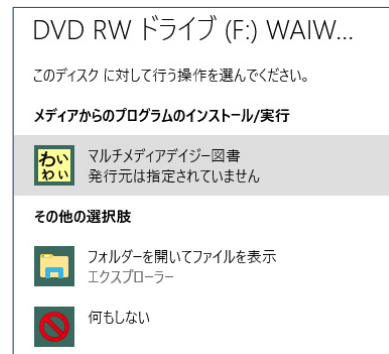 DVD RW ドライブ (F:) WAIW...
このディスク に対して行う操作を選んでください。
メディアからのプログラムのインストール/実行
わい
わい
マルチメディアデイジー図書
発行元は指定されていません
その他の選択肢
フォルダーを開いてファイルを表示
エクスプローラー
何もしない